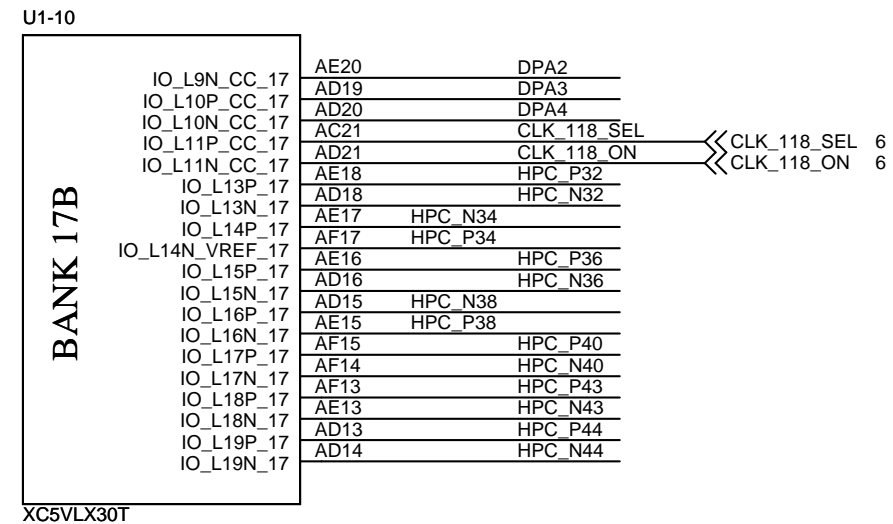 U1-10
IO_L9N_CC_17 AE20 DPA2
IO_L10P_CC_17 AD19 DPA3
IO_L10N_CC_17 AD20 DPA4
IO_L11P_CC_17 AC21 CLK_118_SEL CLK_118_SEL 6
IO_L11N_CC_17 AD21 CLK_118_ON CLK_118_ON 6
IO_L13P_17 AE18 HPC_P32
IO_L13N_17 AD18 HPC_N32
IO_L14P_17 AE17 HPC_N34
IO_L14N_VREF_17 AF17 HPC_P34
IO_L15P_17 AE16 HPC_P36
IO_L15N_17 AD16 HPC_N36
IO_L16P_17 AD15 HPC_N38
IO_L16N_17 AE15 HPC_P38
IO_L17P_17 AF15 HPC_P40
IO_L17N_17 AF14 HPC_N40
IO_L18P_17 AF13 HPC_P43
IO_L18N_17 AE13 HPC_N43
IO_L19P_17 AD13 HPC_P44
IO_L19N_17 AD14 HPC_N44
BANK 17B
XC5VLX30T